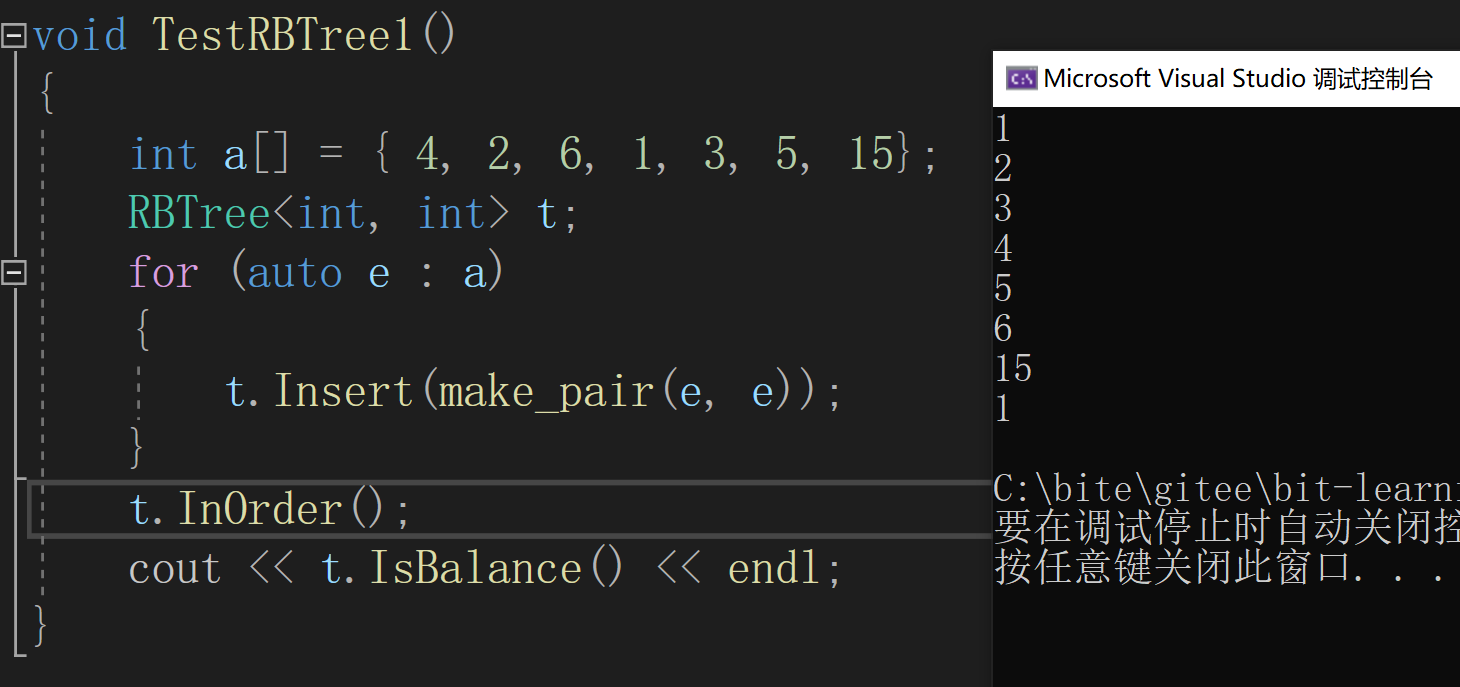 void TestRBTree1()
{
int a[] = { 4, 2, 6, 1, 3, 5, 15};
RBTree<int, int> t;
for (auto e : a)
{
t.Insert(make_pair(e, e));
}
t.InOrder();
cout << t.IsBalance() << endl;
}
Microsoft Visual Studio 调试控制台
1
2
3
4
5
6
15
1
C:\bite\gitee\bit-learn
要在调试停止时自动关闭控
按任意键关闭此窗口. . .